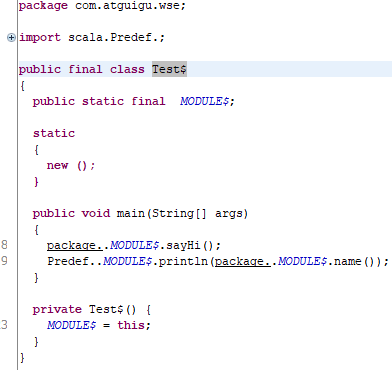 package com.atguigu.wse;
import scala.Predef.;
public final class Test$
{
public static final  MODULE$;
static
{
new ();
}
public void main(String[] args)
{
8 package..MODULE$.sayHi();
9 Predef..MODULE$.println(package..MODULE$.name());
}
private Test$() {
3 MODULE$ = this;
}
}